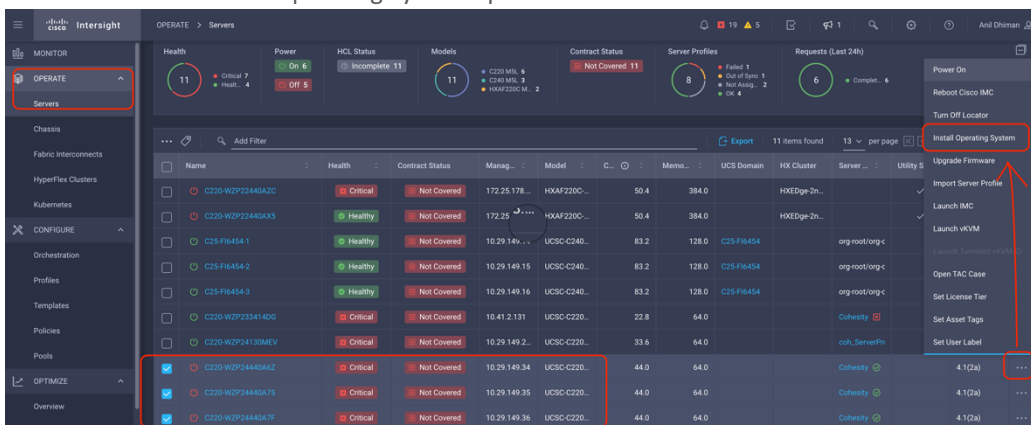 cisco Intersight
OPERATE > Servers
19 5
1
Anil Dhiman
MONITOR
OPERATE
Servers
Chassis
Fabric Interconnects
HyperFlex Clusters
Kubernetes
CONFIGURE
Orchestration
Profiles
Templates
Policies
Pools
OPTIMIZE
Overview
Health
11
Critical 7
Healt.. 4
Power
On 6
Off 5
HCL Status
Incomplete 11
Models
11
C220 M5L 6
C240 M5L 3
HXAF220C M.. 2
Contract Status
Not Covered 11
Server Profiles
8
Failed 1
Out of Sync 1
Not Assig.. 2
OK 4
Requests (Last 24h)
6
Complet.. 6
Add Filter
Export 11 items found 13 per page
Name Health Contract Status Manag... Model C... Memo... UCS Domain HX Cluster Server ... Utility S
C220-WZP22440AZC Critical Not Covered 172.25.178... HXAF220C-... 50.4 384.0 HXEDge-2n...
C220-WZP22440AX5 Healthy Not Covered 172.25 HXAF220C-... 50.4 384.0 HXEDge-2n...
C25-FI6454-1 Healthy Not Covered 10.29.149.1 UCSC-C240... 83.2 128.0 C25-FI6454 org-root/org-c
C25-FI6454-2 Healthy Not Covered 10.29.149.15 UCSC-C240... 83.2 128.0 C25-FI6454 org-root/org-c
C25-FI6454-3 Healthy Not Covered 10.29.149.16 UCSC-C240... 83.2 128.0 C25-FI6454 org-root/org-c
C220-WZP233414DG Critical Not Covered 10.41.2.131 UCSC-C220... 22.8 64.0 Cohesity
C220-WZP24130MEV Critical Not Covered 10.29.149.2... UCSC-C220... 33.6 64.0 coh_ServerPn
C220-WZP24440A6Z Critical Not Covered 10.29.149.34 UCSC-C220... 44.0 64.0 Cohesity 4.1(2a) ...
C220-WZP24440A75 Critical Not Covered 10.29.149.35 UCSC-C220... 44.0 64.0 Cohesity 4.1(2a) ...
C220-WZP24440A7F Critical Not Covered 10.29.149.36 UCSC-C220... 44.0 64.0 Cohesity 4.1(2a) ...
Power On
Reboot Cisco IMC
Turn Off Locator
Install Operating System
Upgrade Firmware
Import Server Profile
Launch IMC
Launch vKVM
Launch Tunneled vKVM
Open TAC Case
Set License Tier
Set Asset Tags
Set User Label